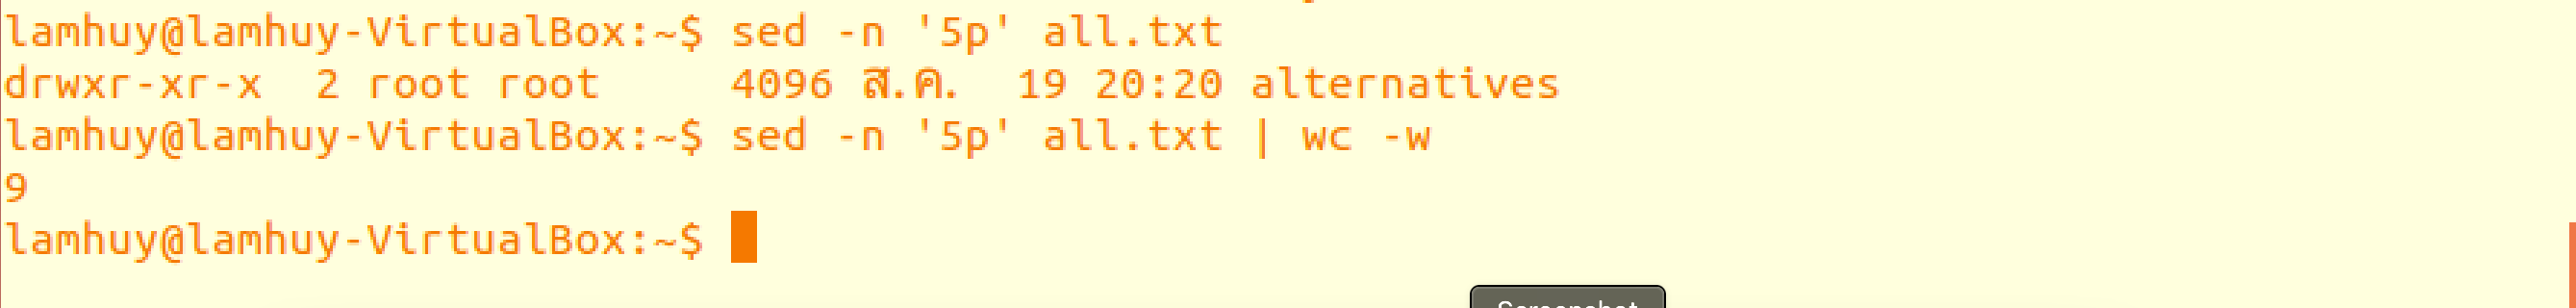 lamhuy@lamhuy-VirtualBox:~$ sed -n '5p' all.txt
drwxr-xr-x  2 root root     4096 ส.ค.  19 20:20 alternatives
lamhuy@lamhuy-VirtualBox:~$ sed -n '5p' all.txt | wc -w
9
lamhuy@lamhuy-VirtualBox:~$